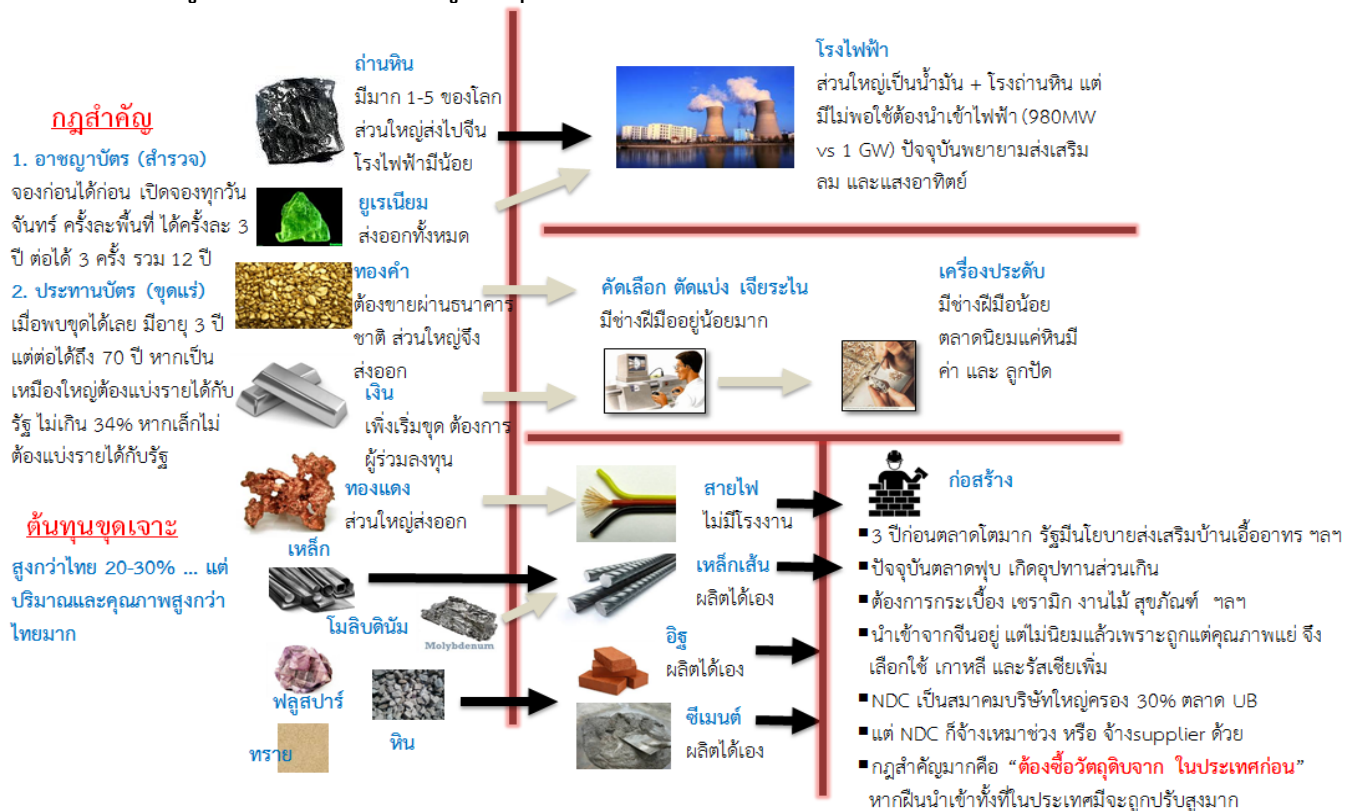 กฎสำคัญ
1. อาชญาบัตร (สำรวจ)
จองก่อนได้ก่อน เปิดจองทุกวัน
จันทร์ ครั้งละพื้นที่ ได้ครั้งละ 3
ปี ต่อได้ 3 ครั้ง รวม 12 ปี
2. ประทานบัตร (ขุดแร่)
เมื่อพบขุดได้เลย มีอายุ 3 ปี
แต่ต่อได้ถึง 70 ปี หากเป็น
เหมืองใหญ่ต้องแบ่งรายได้กับ
รัฐ ไม่เกิน 34% หากเล็กไม่
ต้องแบ่งรายได้กับรัฐ
ต้นทุนขุดเจาะ
สูงกว่าไทย 20-30% ... แต่
ปริมาณและคุณภาพสูงกว่า
ไทยมาก
ถ่านหิน
มีมาก 1-5 ของโลก
ส่วนใหญ่ส่งไปจีน
โรงไฟฟ้ามีน้อย
ยูเรเนียม
ส่งออกทั้งหมด
ทองคำ
ต้องขายผ่านธนาคาร
ชาติ ส่วนใหญ่จึง
ส่งออก
เงิน
เพิ่งเริ่มขุด ต้องการ
ผู้ร่วมลงทุน
ทองแดง
ส่วนใหญ่ส่งออก
เหล็ก
โมลิบดินัม
Molybdenum
ฟลูสปาร์
หิน
ทราย
โรงไฟฟ้า
ส่วนใหญ่เป็นน้ำมัน + โรงถ่านหิน แต่
มีไม่พอใช้ต้องนำเข้าไฟฟ้า (980MW
vs 1 GW) ปัจจุบันพยายามส่งเสริม
ลม และแสงอาทิตย์
คัดเลือก ตัดแบ่ง เจียระไน
มีช่างฝีมืออยู่น้อยมาก
เครื่องประดับ
มีช่างฝีมือน้อย
ตลาดนิยมแค่หินมี
ค่า และ ลูกปัด
สายไฟ
ไม่มีโรงงาน
เหล็กเส้น
ผลิตได้เอง
อิฐ
ผลิตได้เอง
ซีเมนต์
ผลิตได้เอง
ก่อสร้าง
▪ 3 ปีก่อนตลาดโตมาก รัฐมีนโยบายส่งเสริมบ้านเอื้ออาทร ฯลฯ
▪ ปัจจุบันตลาดฟุบ เกิดอุปทานส่วนเกิน
▪ ต้องการกระเบื้อง เซรามิก งานไม้ สุขภัณฑ์ ฯลฯ
▪ นำเข้าจากจีนอยู่ แต่ไม่นิยมแล้วเพราะถูกแต่คุณภาพแย่ จึง
เลือกใช้ เกาหลี และรัสเซียเพิ่ม
▪ NDC เป็นสมาคมบริษัทใหญ่ครอง 30% ตลาด UB
▪ แต่ NDC ก็จ้างเหมาช่วง หรือ จ้างsupplier ด้วย
▪ กฎสำคัญมากคือ “ต้องซื้อวัตถุดิบจาก ในประเทศก่อน”
หากฝืนนำเข้าทั้งที่ในประเทศมีจะถูกปรับสูงมาก